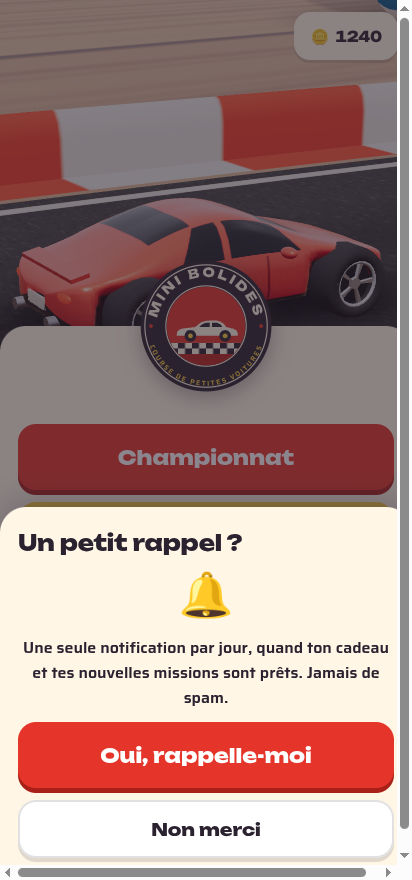 1240
MINI BOLIDES
COURSE DE PETITES VOITURES
Championnat
Un petit rappel ?
Une seule notification par jour, quand ton cadeau
et tes nouvelles missions sont prêts. Jamais de
spam.
Oui, rappelle-moi
Non merci